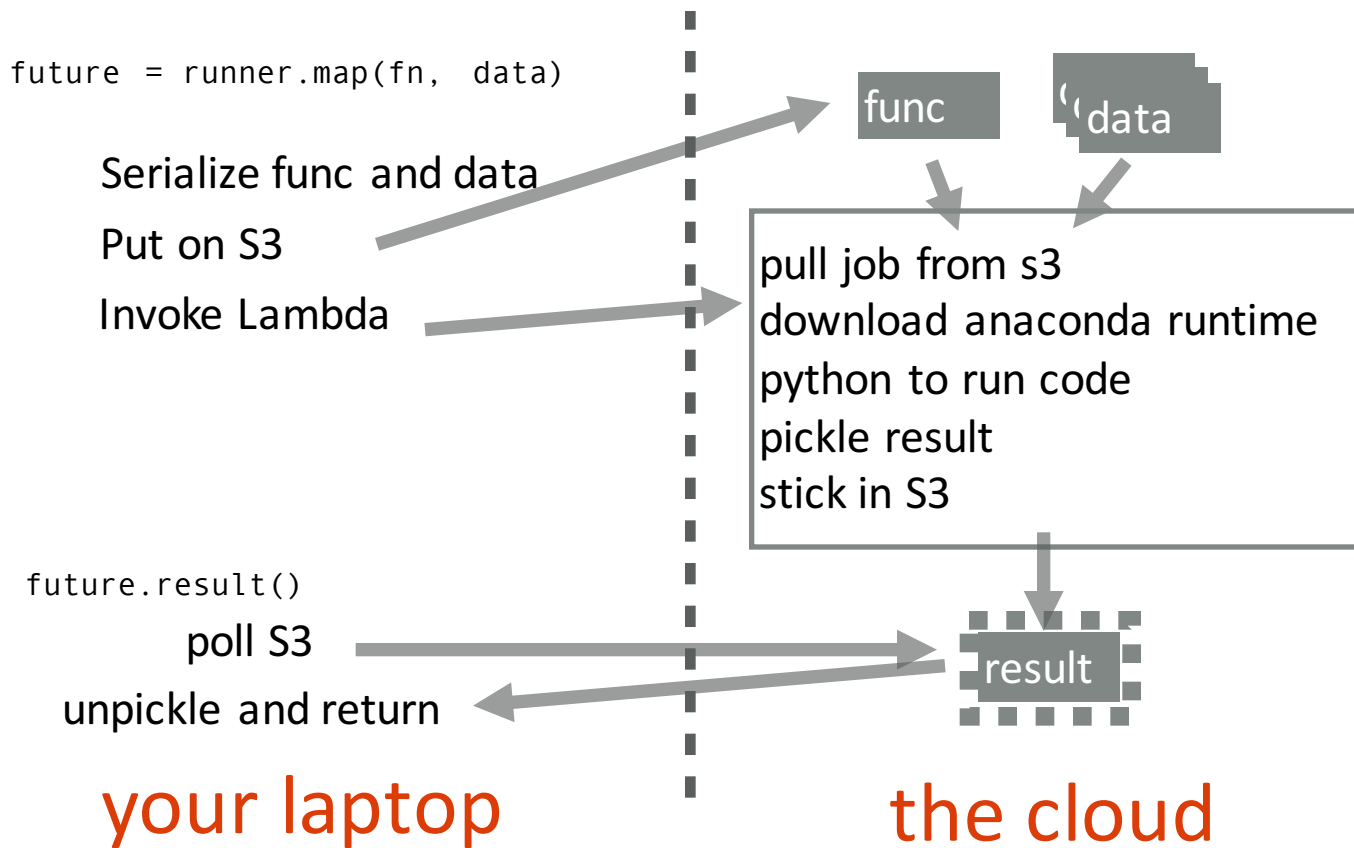 future = runner.map(fn, data)
Serialize func and data
Put on S3
Invoke Lambda
func
data
pull job from s3
download anaconda runtime
python to run code
pickle result
stick in S3
future.result()
poll S3
unpickle and return
result
your laptop
the cloud